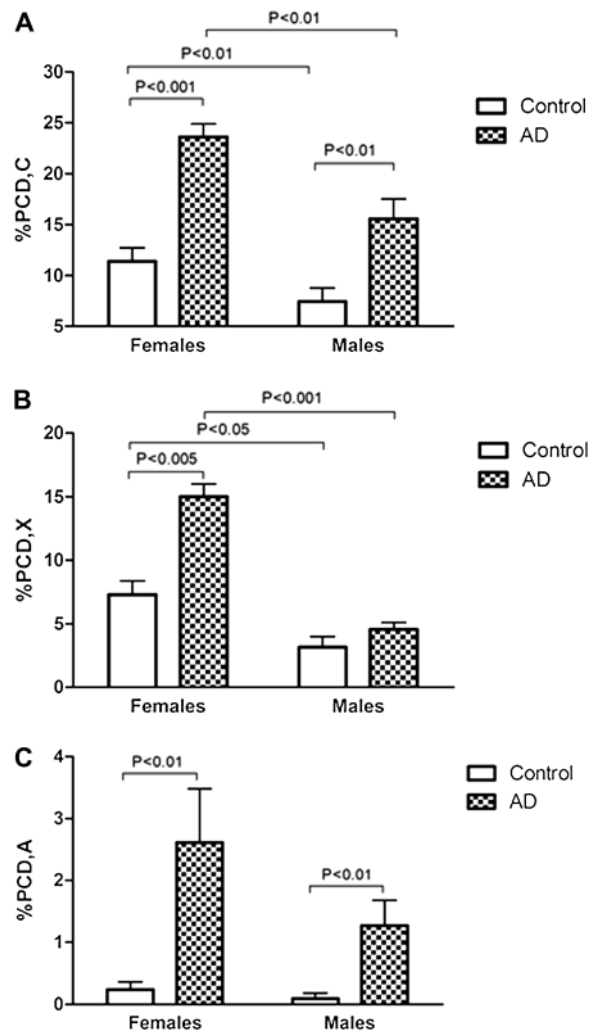 A
P<0.01
P<0.01
P<0.001
P<0.01
30
25
20
15
10
5
%PCD,C
Females
Males
Control
AD
B
P<0.001
P<0.05
P<0.005
20
15
10
5
0
%PCD,X
Females
Males
Control
AD
C
P<0.01
P<0.01
4
3
2
1
0
%PCD,A
Females
Males
Control
AD